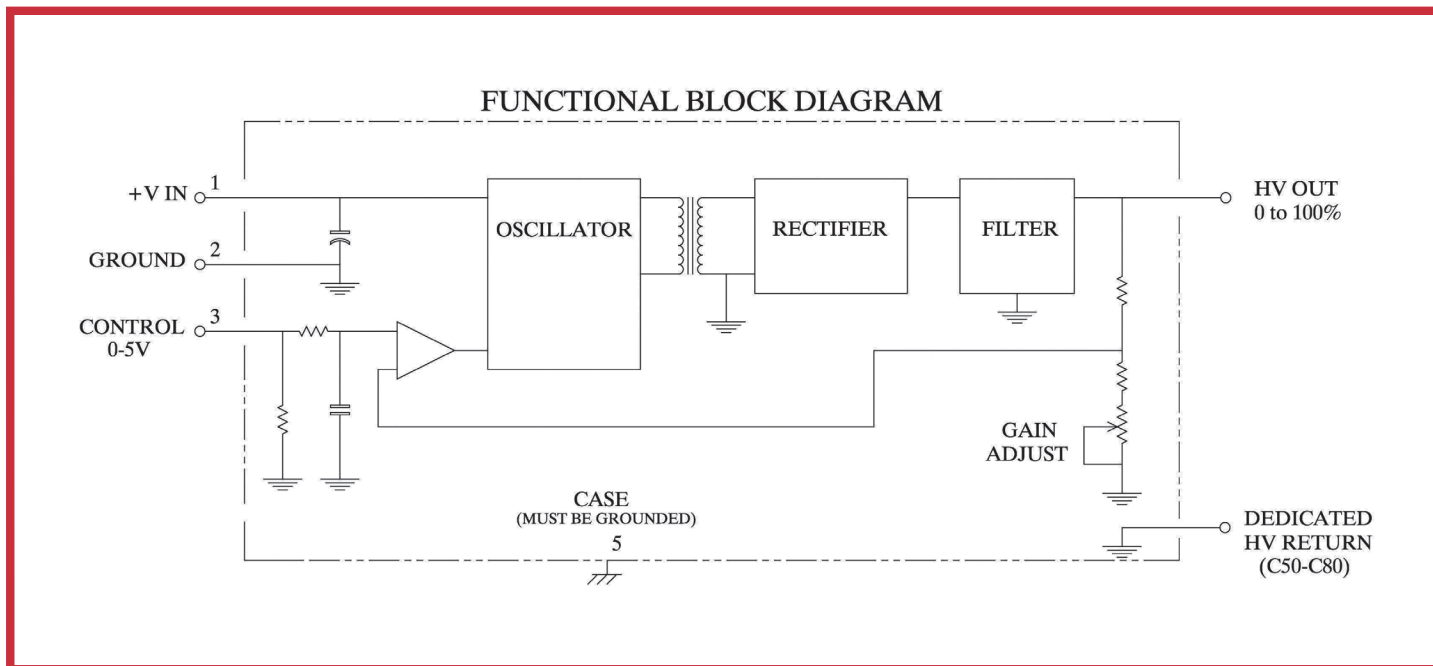 FUNCTIONAL BLOCK DIAGRAM
+V IN
1
GROUND
2
CONTROL
0-5V
3
OSCILLATOR
RECTIFIER
FILTER
HV OUT
0 to 100%
GAIN
ADJUST
CASE
(MUST BE GROUNDED)
5
DEDICATED
HV RETURN
(C50-C80)